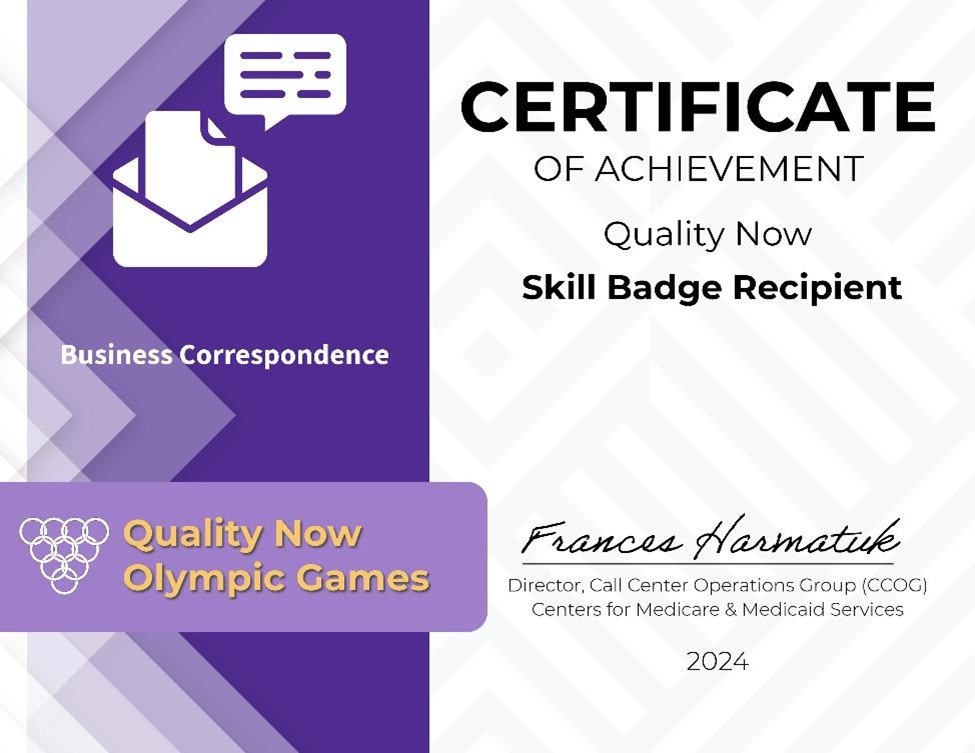 CERTIFICATE
OF ACHIEVEMENT
Quality Now
Skill Badge Recipient
Business Correspondence
Quality Now
Olympic Games
Frances Harmatuk
Director, Call Center Operations Group (CCOG)
Centers for Medicare & Medicaid Services
2024